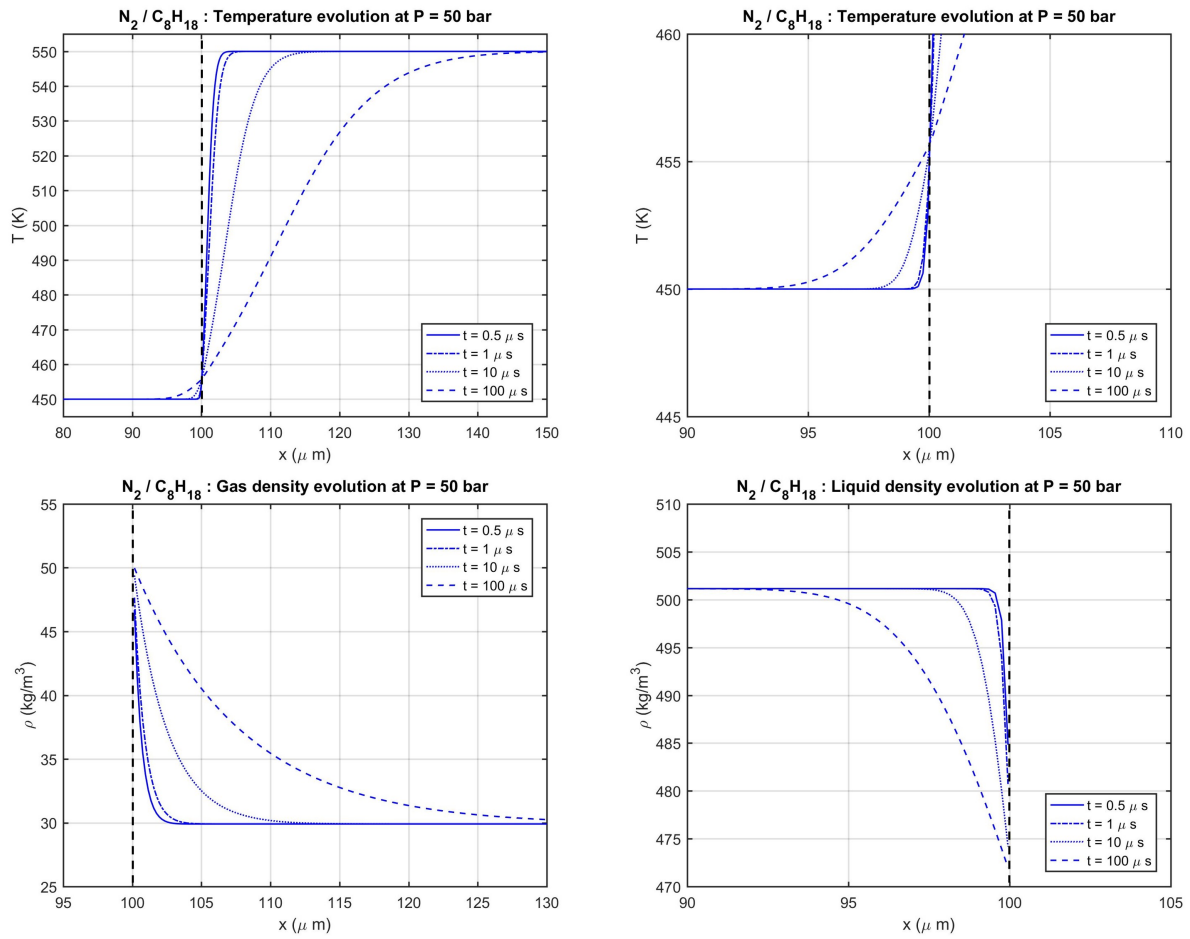 N2 / C8H18 : Temperature evolution at P = 50 bar
550
540
530
520
510
500
490
480
470
460
450
T (K)
t = 0.5 μ s
t = 1 μ s
t = 10 μ s
t = 100 μ s
80 90 100 110 120 130 140 150
x (μ m)
N2 / C8H18 : Temperature evolution at P = 50 bar
460
455
450
445
T (K)
t = 0.5 μ s
t = 1 μ s
t = 10 μ s
t = 100 μ s
90 95 100 105 110
x (μ m)
N2 / C8H18 : Gas density evolution at P = 50 bar
55
50
45
40
35
30
25
ρ (kg/m3)
t = 0.5 μ s
t = 1 μ s
t = 10 μ s
t = 100 μ s
95 100 105 110 115 120 125 130
x (μ m)
N2 / C8H18 : Liquid density evolution at P = 50 bar
510
505
500
495
490
485
480
475
470
ρ (kg/m3)
t = 0.5 μ s
t = 1 μ s
t = 10 μ s
t = 100 μ s
90 95 100 105
x (μ m)